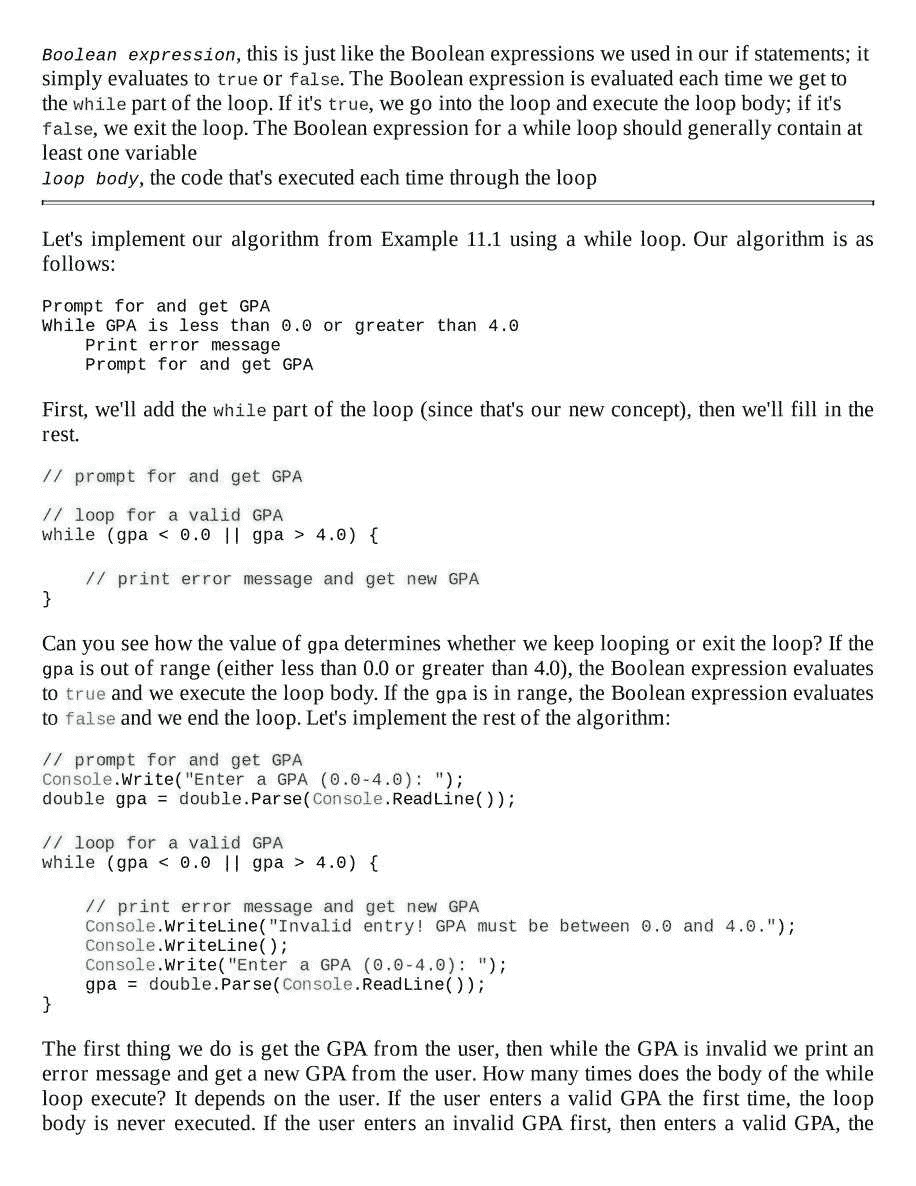 Boolean expression, this is just like the Boolean expressions we used in our if statements; it
simply evaluates to true or false. The Boolean expression is evaluated each time we get to
the while part of the loop. If it's true, we go into the loop and execute the loop body; if it's
false, we exit the loop. The Boolean expression for a while loop should generally contain at
least one variable
loop body, the code that's executed each time through the loop
Let's implement our algorithm from Example 11.1 using a while loop. Our algorithm is as
follows:
Prompt for and get GPA
While GPA is less than 0.0 or greater than 4.0
    Print error message
    Prompt for and get GPA
First, we'll add the while part of the loop (since that's our new concept), then we'll fill in the
rest.
// prompt for and get GPA
// loop for a valid GPA
while (gpa < 0.0 || gpa > 4.0) {
    // print error message and get new GPA
}
Can you see how the value of gpa determines whether we keep looping or exit the loop? If the
gpa is out of range (either less than 0.0 or greater than 4.0), the Boolean expression evaluates
to true and we execute the loop body. If the gpa is in range, the Boolean expression evaluates
to false and we end the loop. Let's implement the rest of the algorithm:
// prompt for and get GPA
Console.Write("Enter a GPA (0.0-4.0): ");
double gpa = double.Parse(Console.ReadLine());
// loop for a valid GPA
while (gpa < 0.0 || gpa > 4.0) {
    // print error message and get new GPA
    Console.WriteLine("Invalid entry! GPA must be between 0.0 and 4.0.");
    Console.WriteLine();
    Console.Write("Enter a GPA (0.0-4.0): ");
    gpa = double.Parse(Console.ReadLine());
}
The first thing we do is get the GPA from the user, then while the GPA is invalid we print an
error message and get a new GPA from the user. How many times does the body of the while
loop execute? It depends on the user. If the user enters a valid GPA the first time, the loop
body is never executed. If the user enters an invalid GPA first, then enters a valid GPA, the